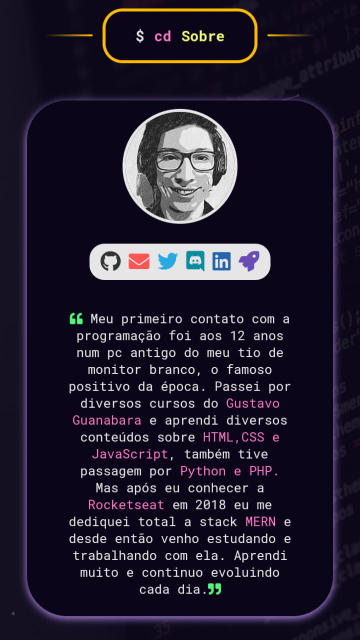 $ cd Sobre
❝ Meu primeiro contato com a
programação foi aos 12 anos
num pc antigo do meu tio de
monitor branco, o famoso
positivo da época. Passei por
diversos cursos do Gustavo
Guanabara e aprendi diversos
conteúdos sobre HTML,CSS e
JavaScript, também tive
passagem por Python e PHP.
Mas após eu conhecer a
Rocketseat em 2018 eu me
dediquei total a stack MERN e
desde então venho estudando e
trabalhando com ela. Aprendi
muito e continuo evoluindo
cada dia.❞